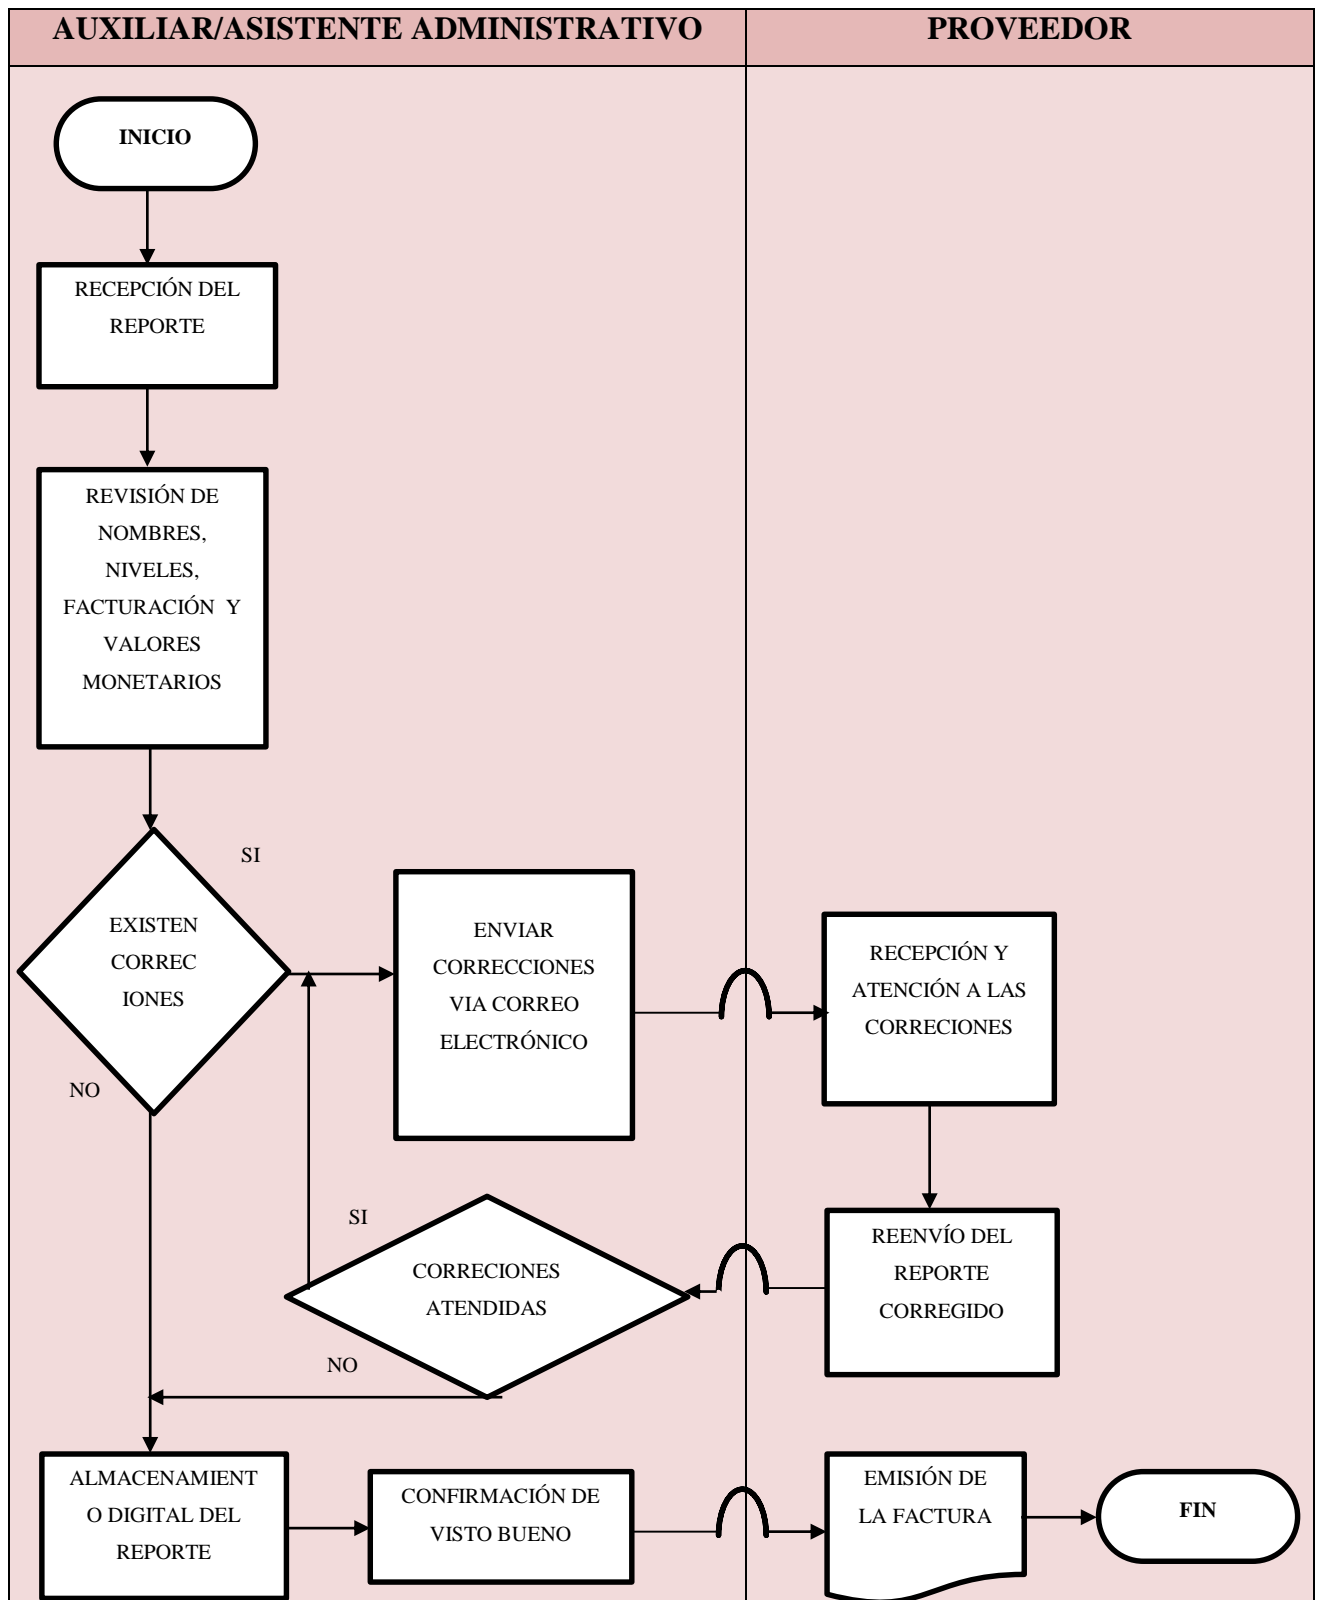 AUXILIAR/ASISTENTE ADMINISTRATIVO
PROVEEDOR
INICIO
RECEPCIÓN DEL
REPORTE
REVISIÓN DE
NOMBRES,
NIVELES,
FACTURACIÓN Y
VALORES
MONETARIOS
EXISTEN
CORREC
IONES
SI
NO
ENVIAR
CORRECCIONES
VIA CORREO
ELECTRÓNICO
RECEPCIÓN Y
ATENCIÓN A LAS
CORRECIONES
REENVÍO DEL
REPORTE
CORREGIDO
CORRECIONES
ATENDIDAS
SI
NO
ALMACENAMIENT
O DIGITAL DEL
REPORTE
CONFIRMACIÓN DE
VISTO BUENO
EMISIÓN DE
LA FACTURA
FIN